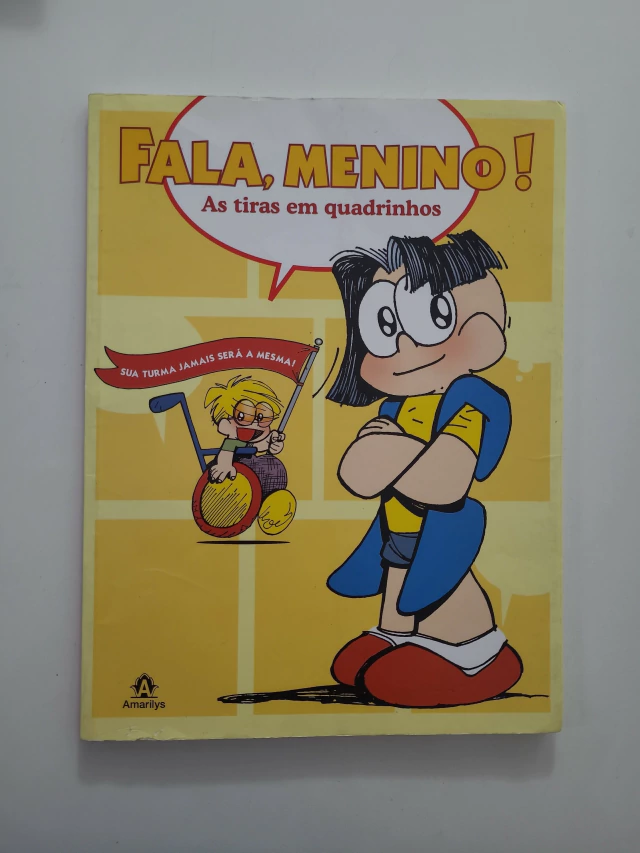 FALA, MENINO!
As tiras em quadrinhos
SUA TURMA JAMAIS SERÁ A MESMA!
A
Amarilys